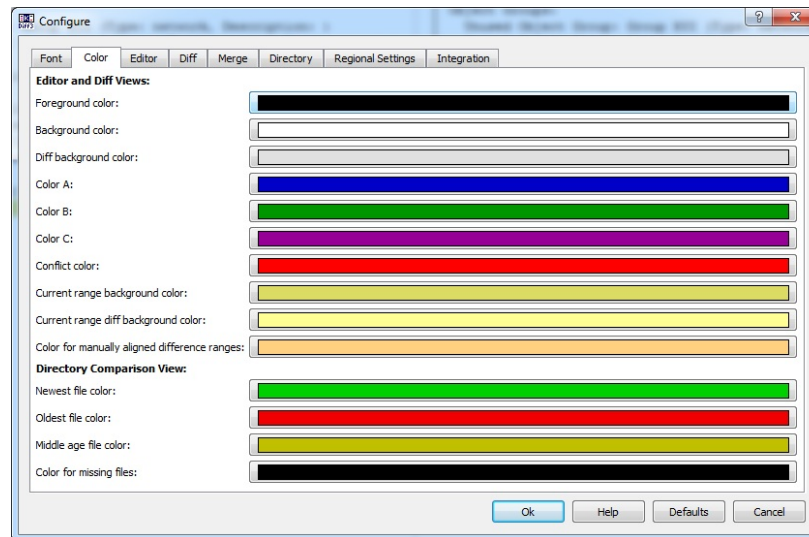 Configure
Font Color Editor Diff Merge Directory Regional Settings Integration
Editor and Diff Views:
Foreground color:
Background color:
Diff background color:
Color A:
Color B:
Color C:
Conflict color:
Current range background color:
Current range diff background color:
Color for manually aligned difference ranges:
Directory Comparison View:
Newest file color:
Oldest file color:
Middle age file color:
Color for missing files:
Ok Help Defaults Cancel